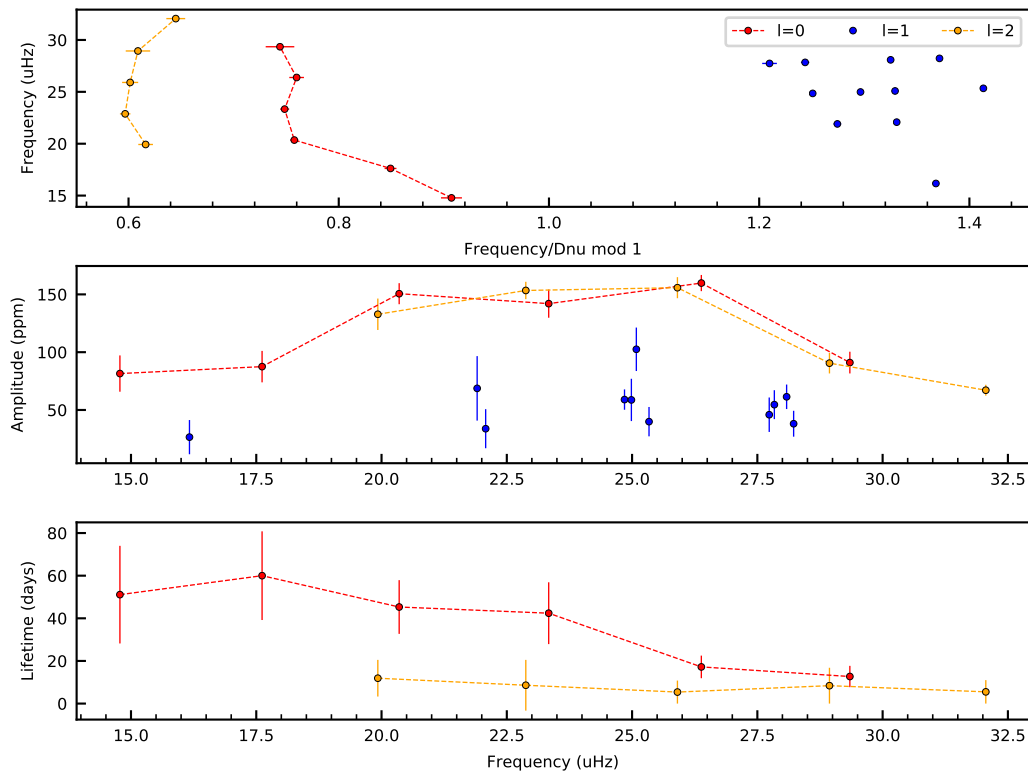 l=0 l=1 l=2
Frequency (uHz)
30
25
20
15
0.6 0.8 1.0 1.2 1.4
Frequency/Dnu mod 1
Amplitude (ppm)
150
100
50
15.0 17.5 20.0 22.5 25.0 27.5 30.0 32.5
Lifetime (days)
80
60
40
20
0
15.0 17.5 20.0 22.5 25.0 27.5 30.0 32.5
Frequency (uHz)